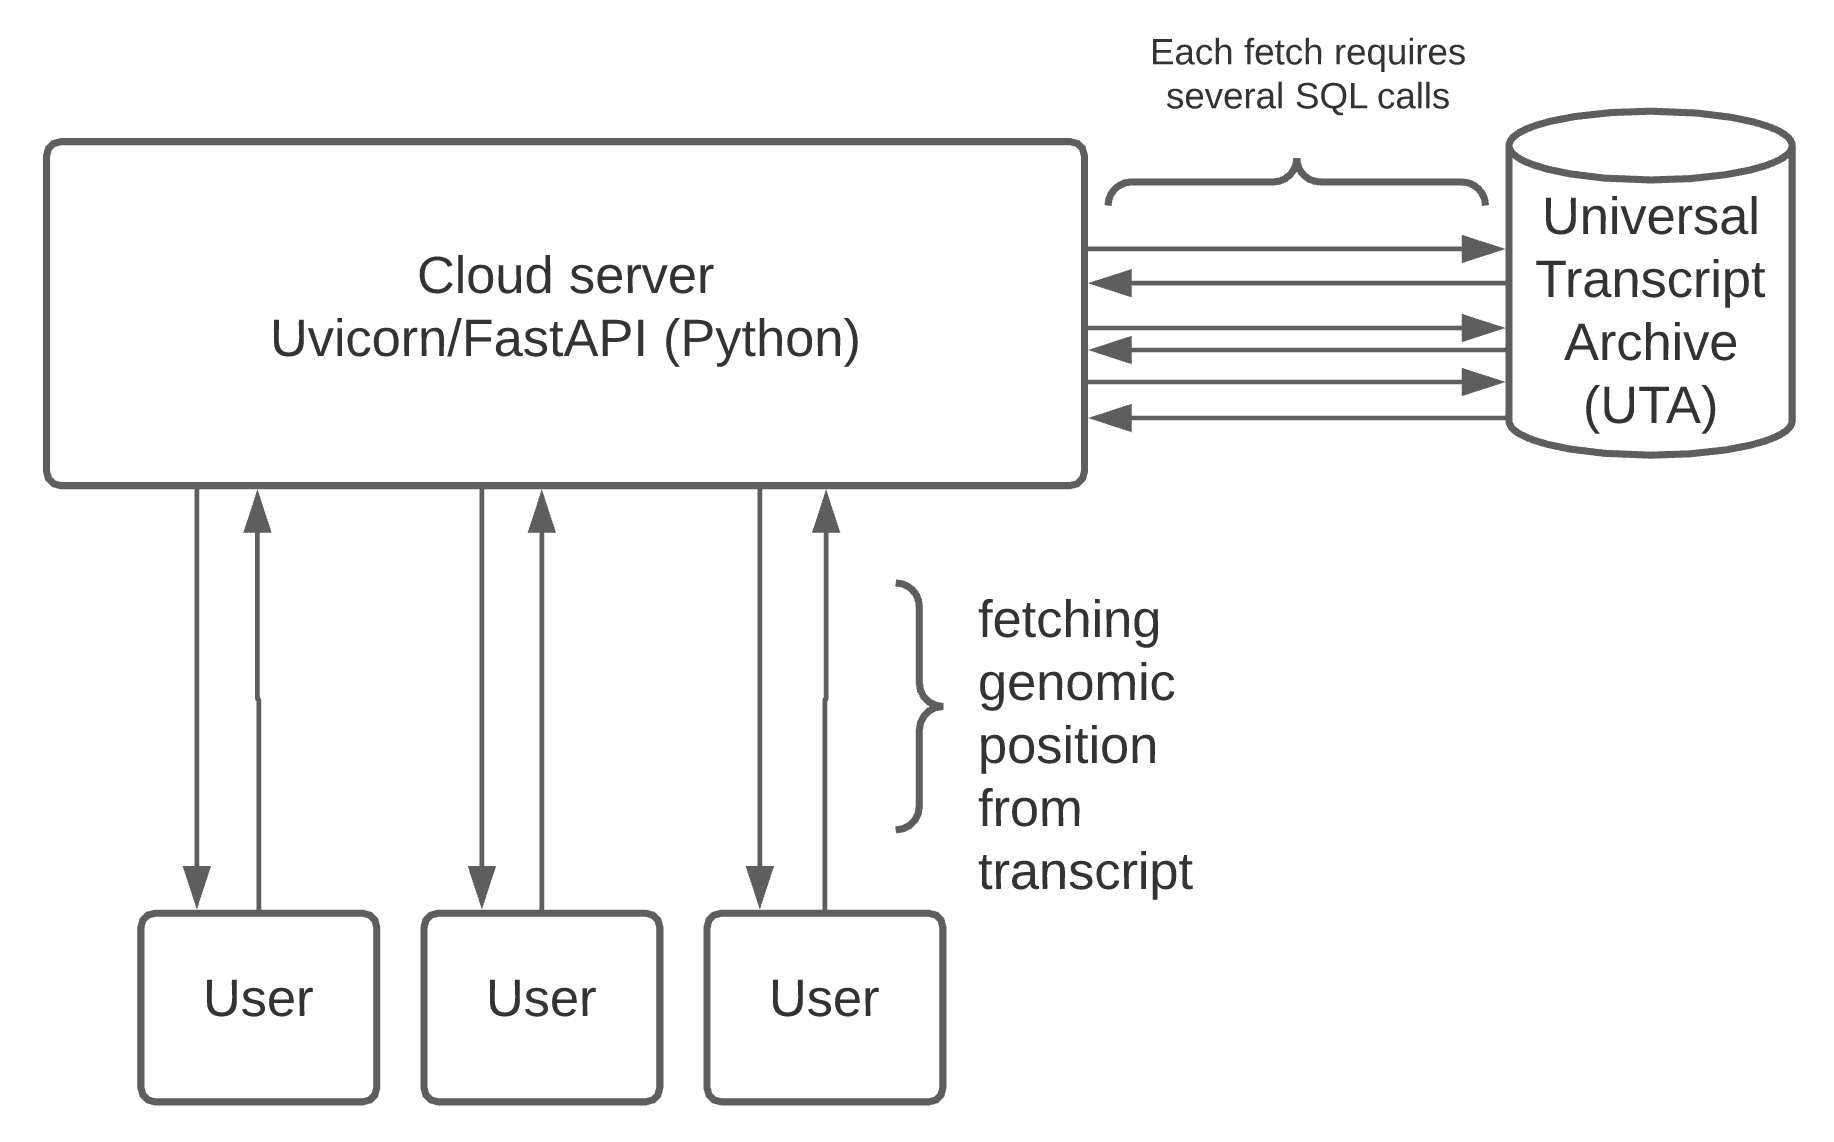 Each fetch requires
several SQL calls
Cloud server
Uvicorn/FastAPI (Python)
Universal
Transcript
Archive
(UTA)
fetching
genomic
position
from
transcript
User
User
User